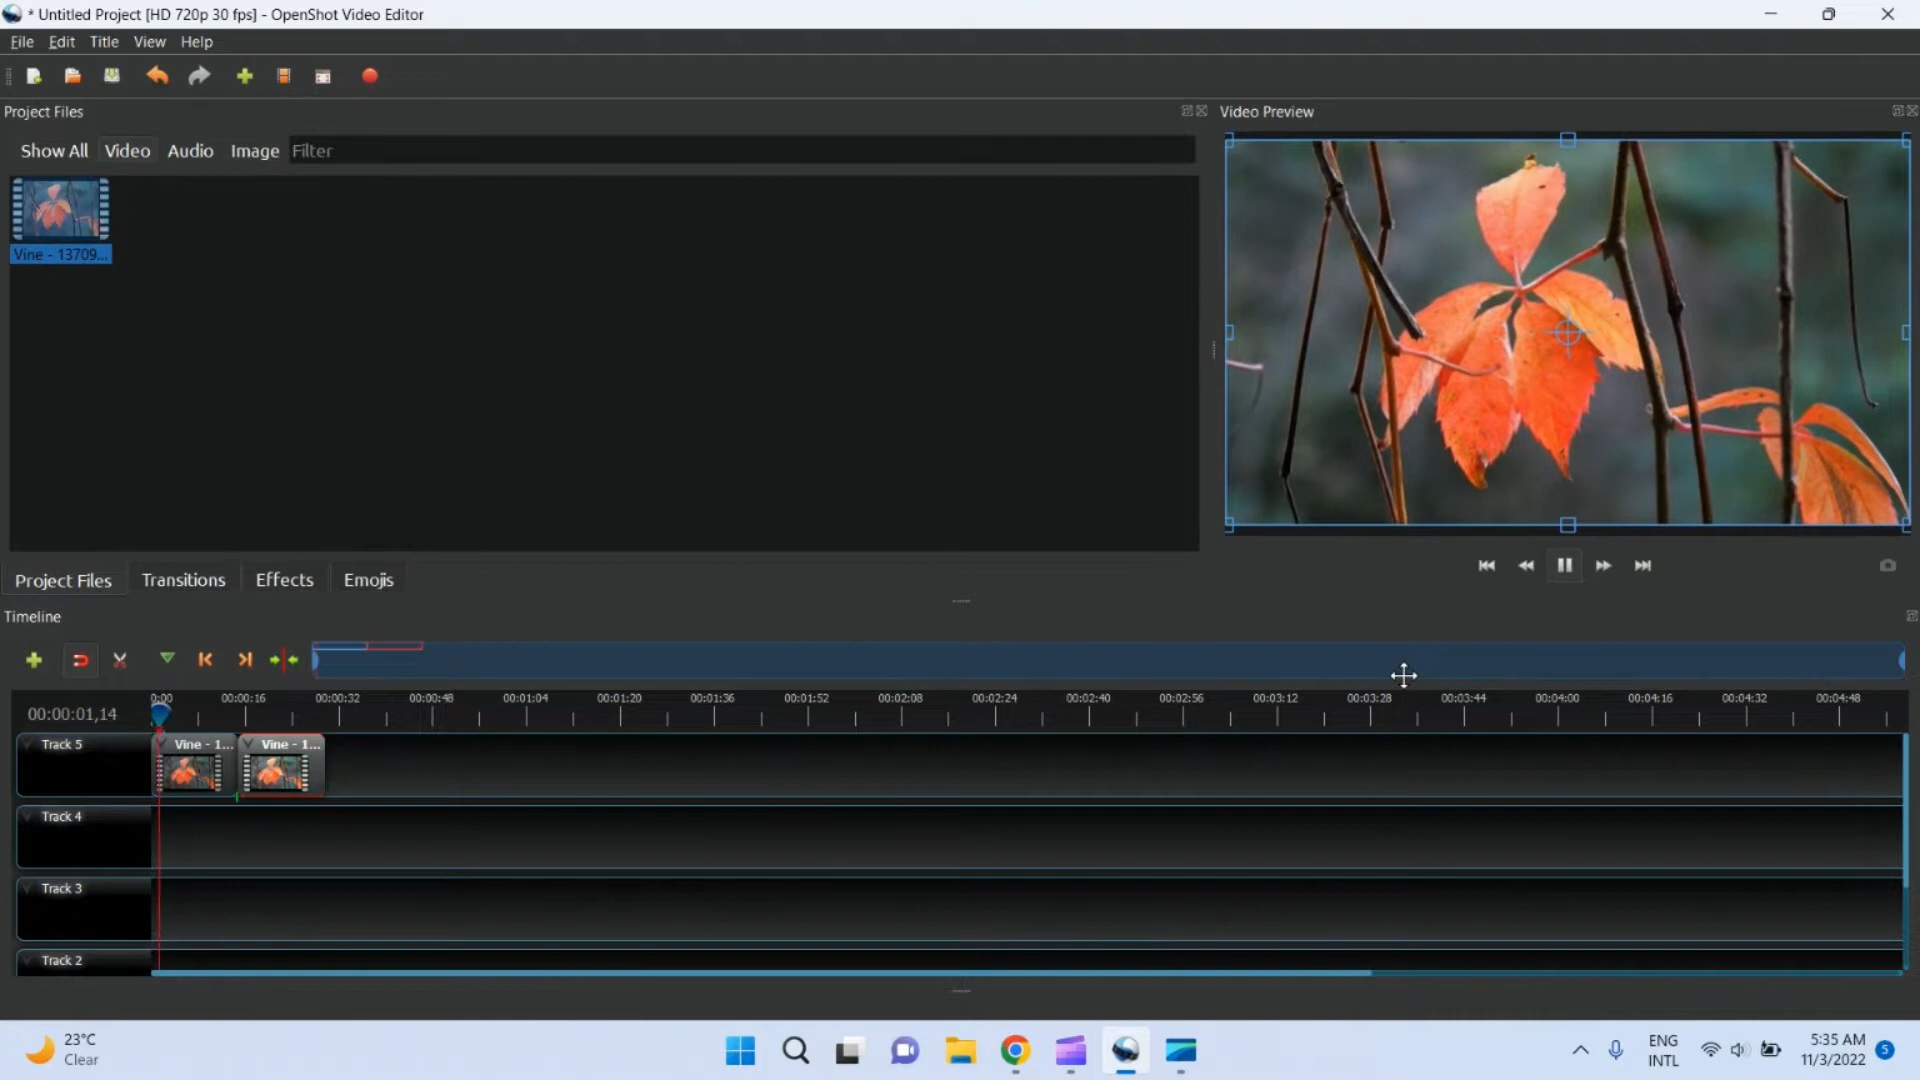 * Untitled Project [HD 720p 30 fps] - OpenShot Video Editor
File Edit Title View Help
Project Files
Video Preview
Show All Video Audio Image Filter
Vine - 13709...
Project Files Transitions Effects Emojis
Timeline
00:00:01,14
0:00 00:00:16 00:00:32 00:00:48 00:01:04 00:01:20 00:01:36 00:01:52 00:02:08 00:02:24 00:02:40 00:02:56 00:03:12 00:03:28 00:03:44 00:04:00 00:04:16 00:04:32 00:04:48
Track 5
Vine - 1...
Vine - 1...
Track 4
Track 3
Track 2
23°C
Clear
ENG
INTL
5:35 AM
11/3/2022
5